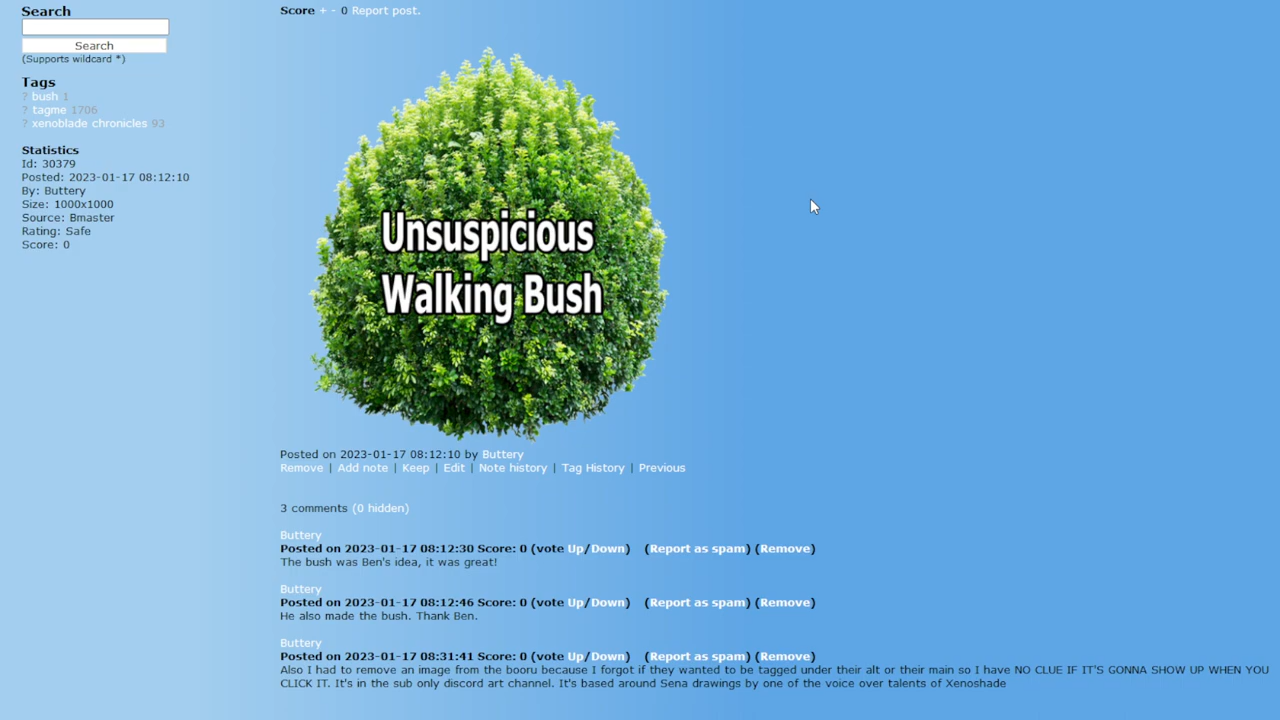 Search
Search
(Supports wildcard *)
Tags
? bush 1
? tagme 1706
? xenoblade chronicles 93
Statistics
Id: 30379
Posted: 2023-01-17 08:12:10
By: Buttery
Size: 1000x1000
Source: Bmaster
Rating: Safe
Score: 0
Score + - 0 Report post.
Unsuspicious
Walking Bush
Posted on 2023-01-17 08:12:10 by Buttery
Remove | Add note | Keep | Edit | Note history | Tag History | Previous
3 comments (0 hidden)
Buttery
Posted on 2023-01-17 08:12:30 Score: 0 (vote Up/Down) (Report as spam) (Remove)
The bush was Ben's idea, it was great!
Buttery
Posted on 2023-01-17 08:12:46 Score: 0 (vote Up/Down) (Report as spam) (Remove)
He also made the bush. Thank Ben.
Buttery
Posted on 2023-01-17 08:31:41 Score: 0 (vote Up/Down) (Report as spam) (Remove)
Also I had to remove an image from the booru because I forgot if they wanted to be tagged under their alt or their main so I have NO CLUE IF IT'S GONNA SHOW UP WHEN YOU
CLICK IT. It's in the sub only discord art channel. It's based around Sena drawings by one of the voice over talents of Xenoshade